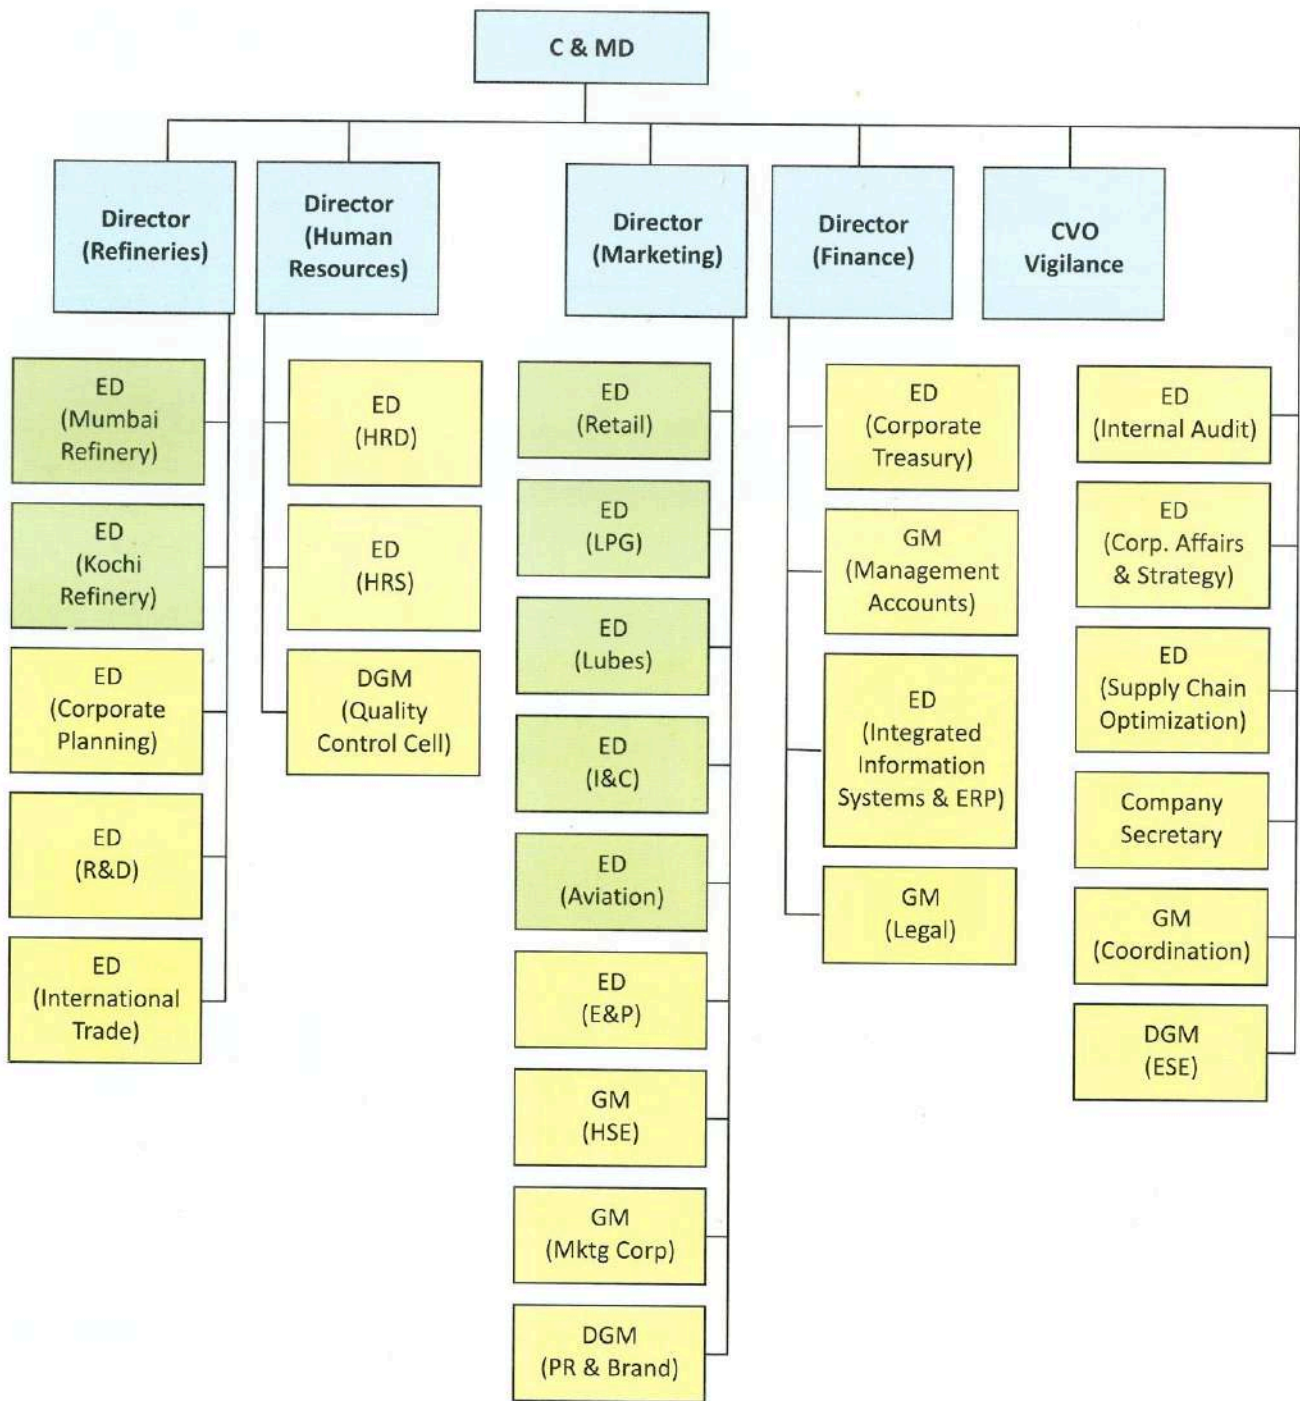 C & MD
Director
(Refineries)
Director
(Human
Resources)
Director
(Marketing)
Director
(Finance)
CVO
Vigilance
ED
(Mumbai
Refinery)
ED
(Kochi
Refinery)
ED
(Corporate
Planning)
ED
(R&D)
ED
(International
Trade)
ED
(HRD)
ED
(HRS)
DGM
(Quality
Control Cell)
ED
(Retail)
ED
(LPG)
ED
(Lubes)
ED
(I&C)
ED
(Aviation)
ED
(E&P)
GM
(HSE)
GM
(Mktg Corp)
DGM
(PR & Brand)
ED
(Corporate
Treasury)
GM
(Management
Accounts)
ED
(Integrated
Information
Systems & ERP)
GM
(Legal)
ED
(Internal Audit)
ED
(Corp. Affairs
& Strategy)
ED
(Supply Chain
Optimization)
Company
Secretary
GM
(Coordination)
DGM
(ESE)